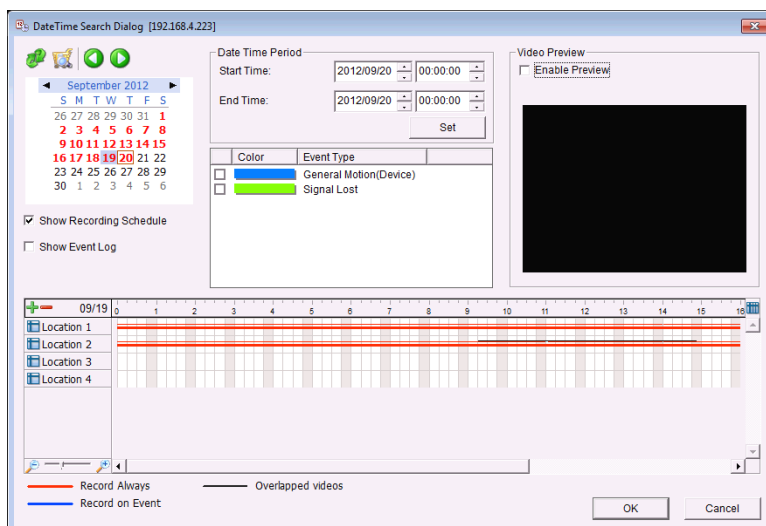 DateTime Search Dialog [192.168.4.223]
September 2012
S M T W T F S
26 27 28 29 30 31 1
2 3 4 5 6 7 8
9 10 11 12 13 14 15
16 17 18 19 20 21 22
23 24 25 26 27 28 29
30 1 2 3 4 5 6
Show Recording Schedule
Show Event Log
Date Time Period
Start Time: 2012/09/20 00:00:00
End Time: 2012/09/20 00:00:00
Set
Color Event Type
General Motion(Device)
Signal Lost
Video Preview
Enable Preview
09/19 0 1 2 3 4 5 6 7 8 9 10 11 12 13 14 15 16
Location 1
Location 2
Location 3
Location 4
Record Always Overlapped videos
Record on Event
OK Cancel